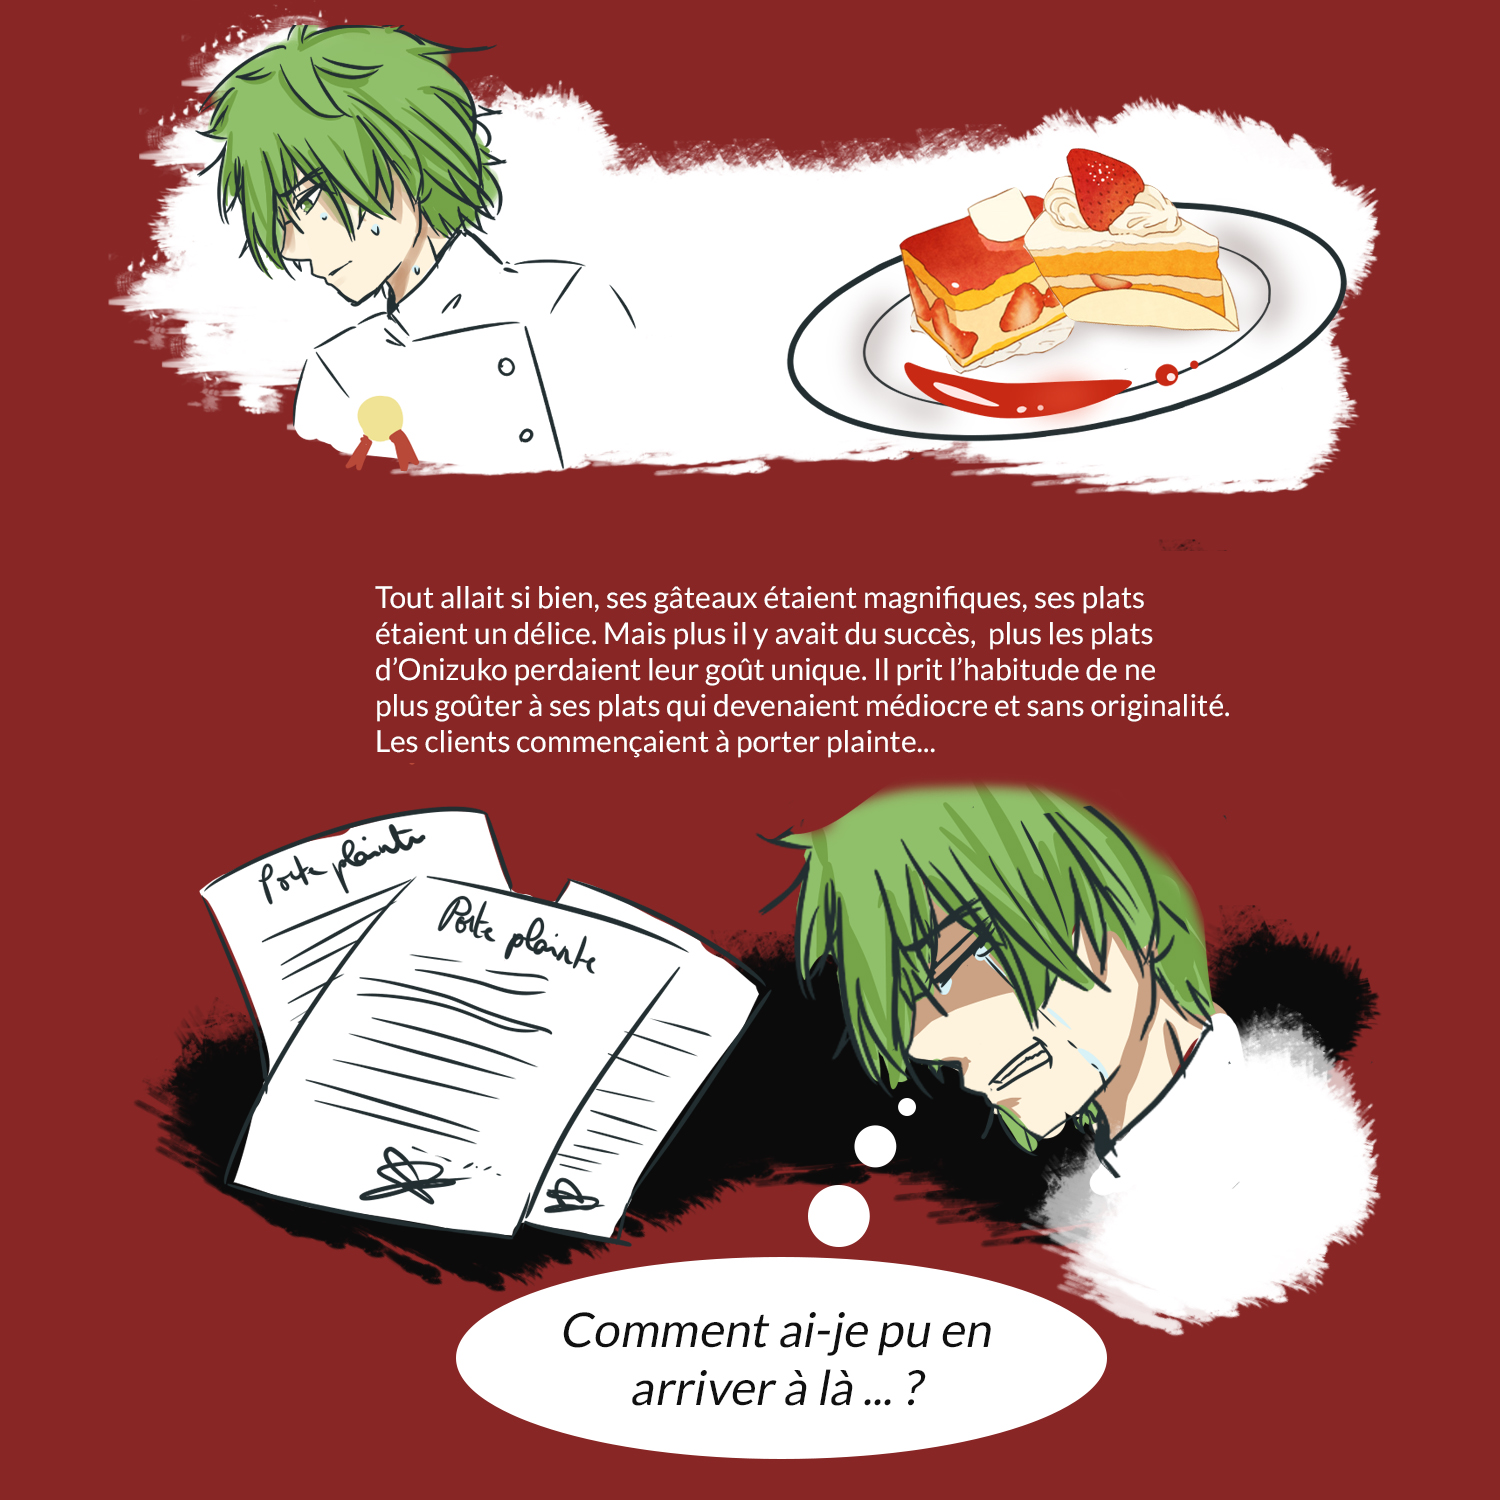 Tout allait si bien, ses gâteaux étaient magnifiques, ses plats
étaient un délice. Mais plus il y avait du succès,  plus les plats
d’Onizuko perdaient leur goût unique. Il prit l’habitude de ne
plus goûter à ses plats qui devenaient médiocre et sans originalité.
Les clients commençaient à porter plainte...
Porte plainte
Porte plainte
Comment ai-je pu en
arriver à là ... ?